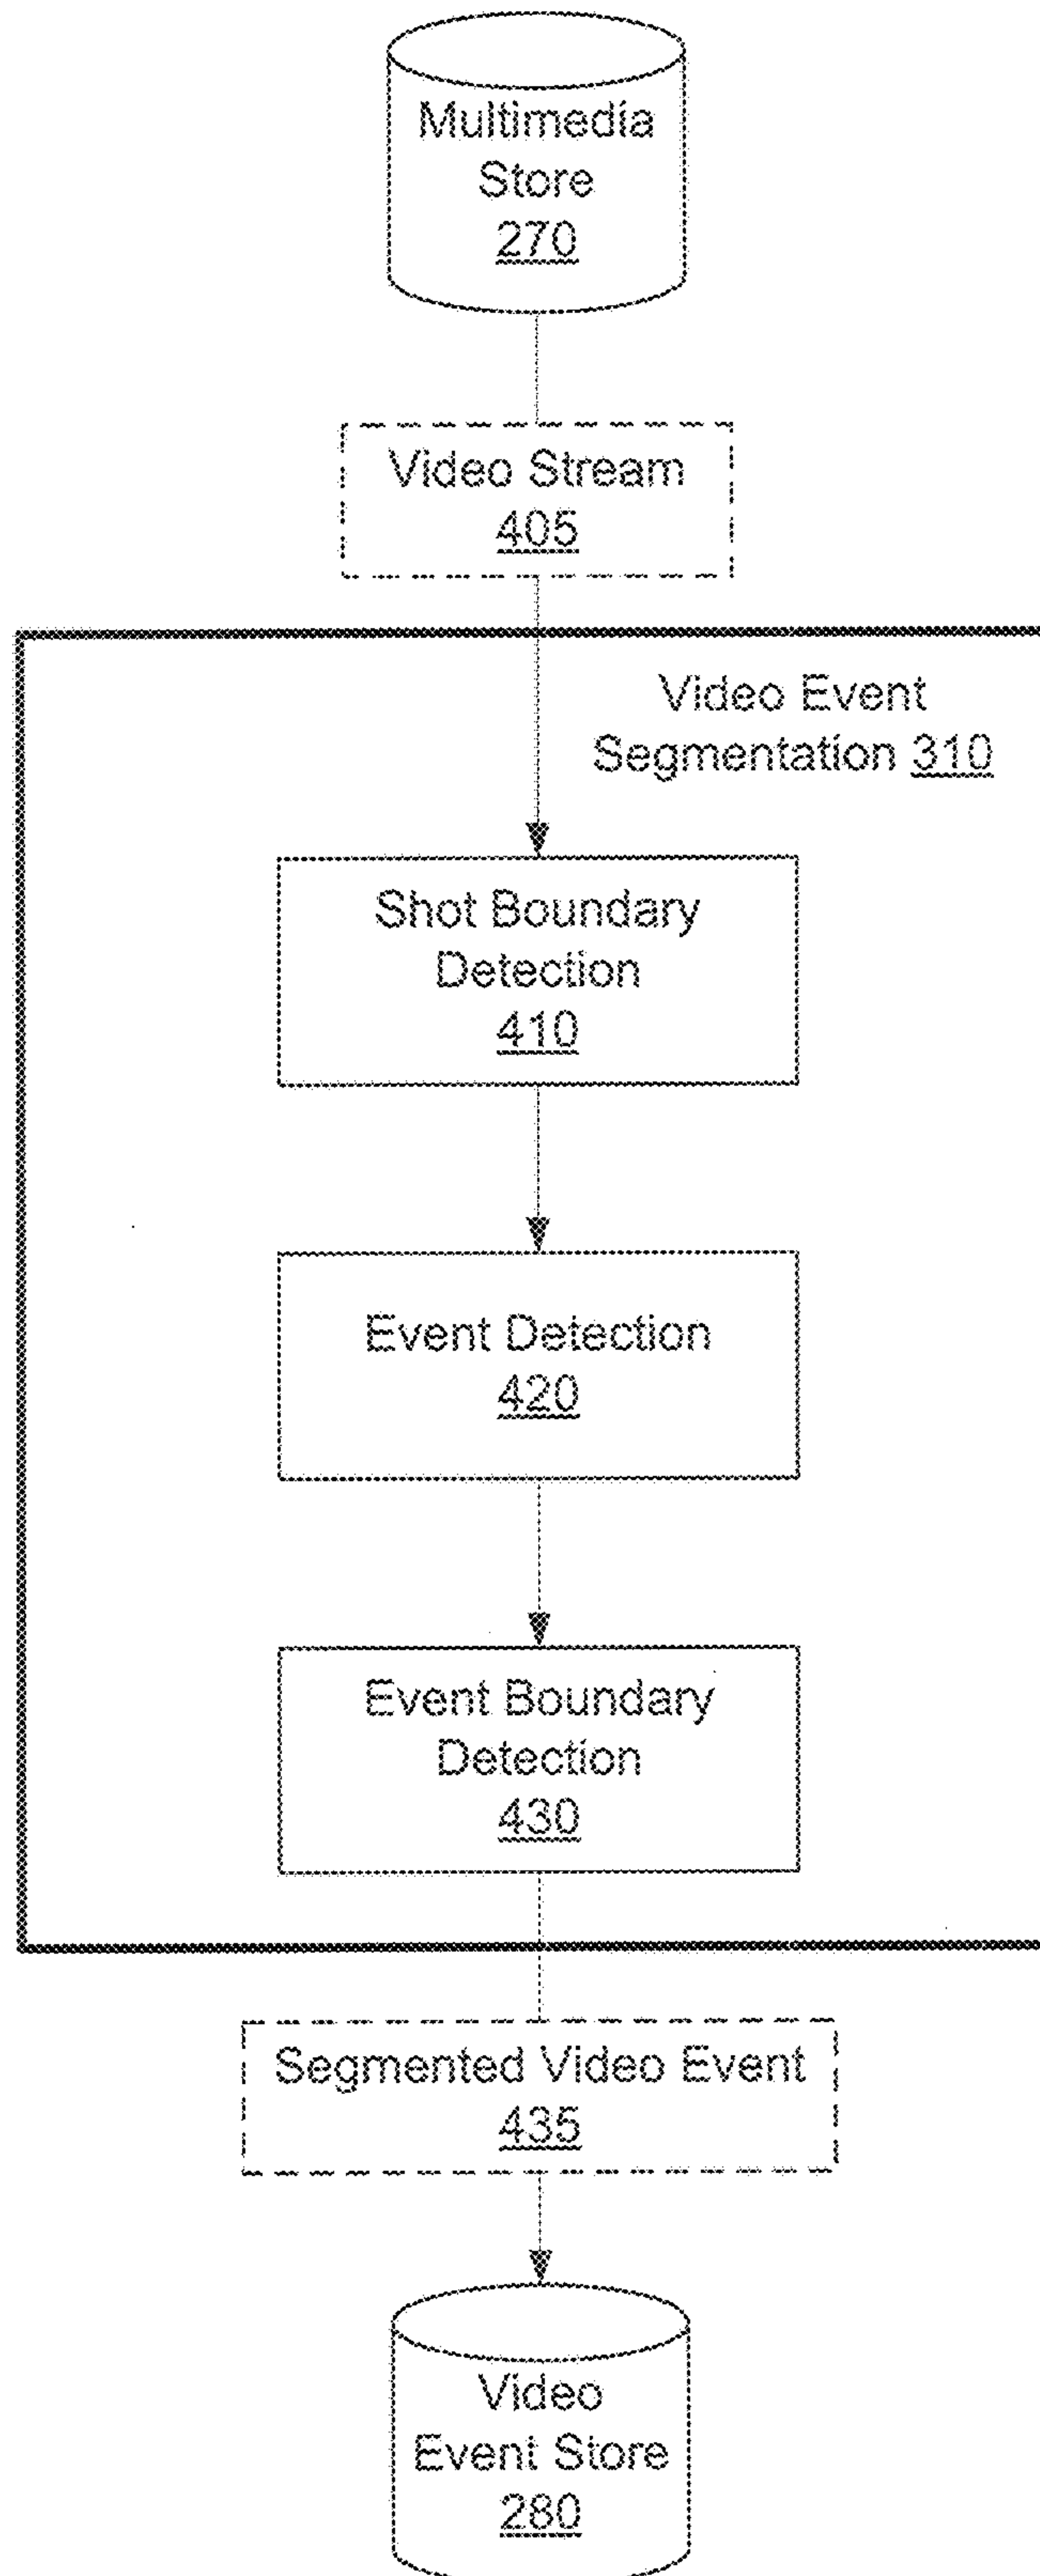 Multimedia
Store
270
Video Stream
405
Video Event
Segmentation 310
Shot Boundary
Detection
410
Event Detection
420
Event Boundary
Detection
430
Segmented Video Event
435
Video
Event Store
280